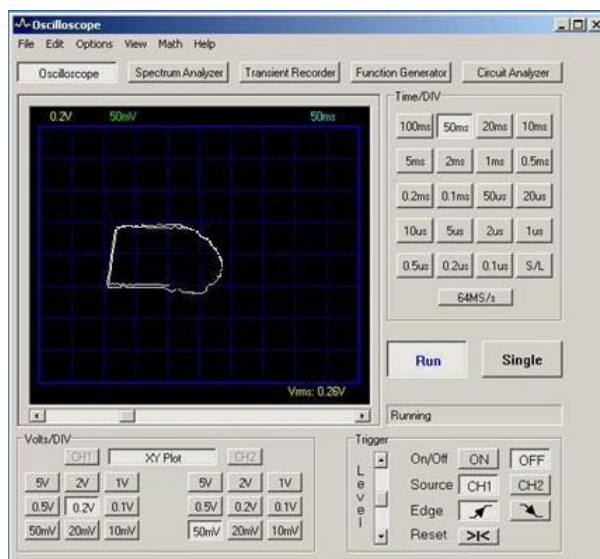 Oscilloscope
File Edit Options View Math Help
Oscilloscope Spectrum Analyzer Transient Recorder Function Generator Circuit Analyzer
0.2V 50mV 50ms
Vrms: 0.26V
Time/DIV
100ms 50ms 20ms 10ms
5ms 2ms 1ms 0.5ms
0.2ms 0.1ms 50us 20us
10us 5us 2us 1us
0.5us 0.2us 0.1us S/L
64MS/s
Run Single
Running
Volts/DIV
CH1 XY Plot CH2
5V 2V 1V 5V 2V 1V
0.5V 0.2V 0.1V 0.5V 0.2V 0.1V
50mV 20mV 10mV 50mV 20mV 10mV
Trigger
Level
On/Off ON OFF
Source CH1 CH2
Edge
Reset >|<